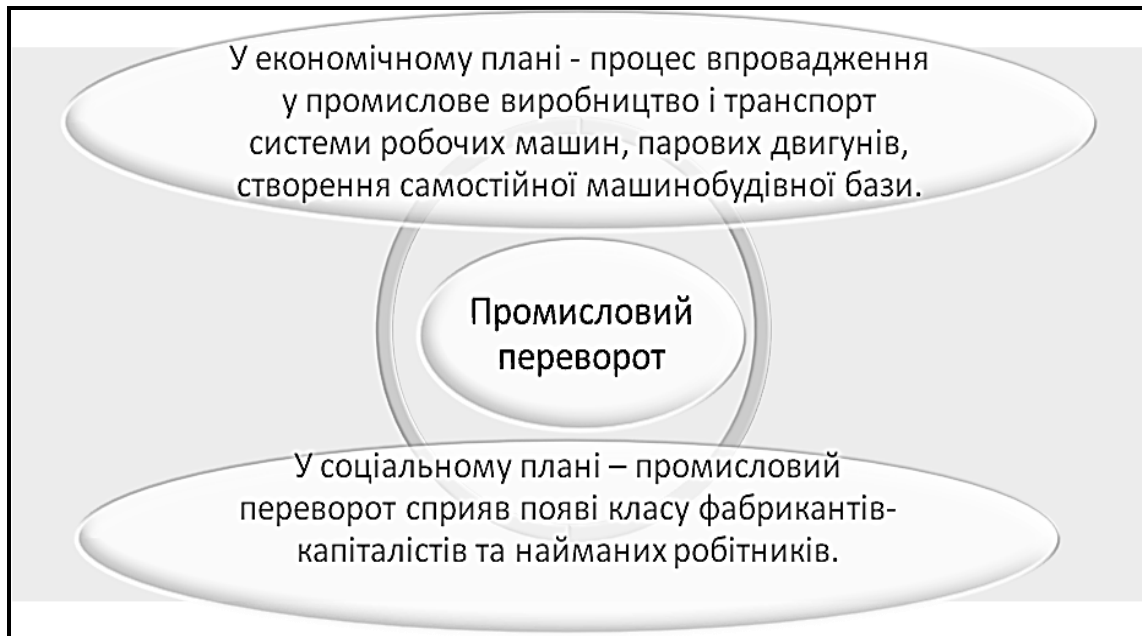 У економічному плані - процес впровадження
у промислове виробництво і транспорт
системи робочих машин, парових двигунів,
створення самостійної машинобудівної бази.
Промисловий
переворот
У соціальному плані – промисловий
переворот сприяв появі класу фабрикантів-
капіталістів та найманих робітників.